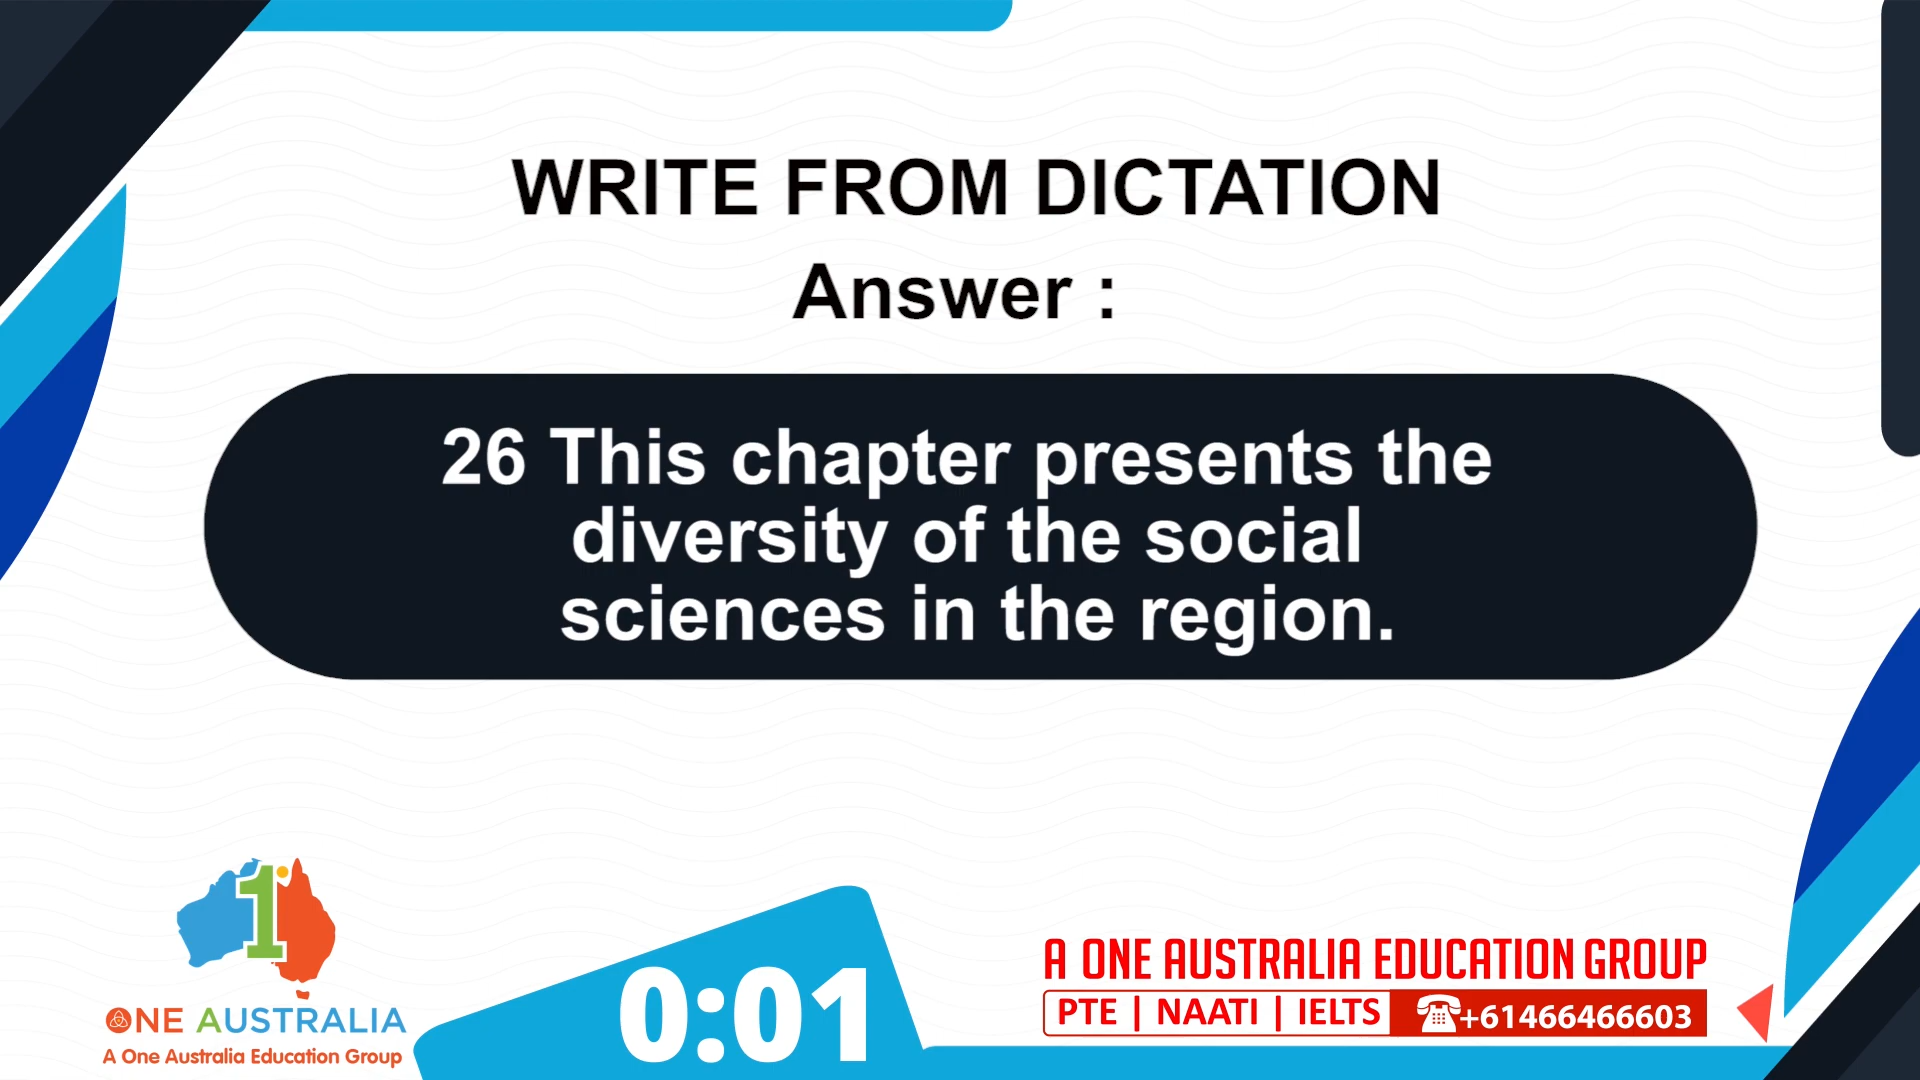 WRITE FROM DICTATION
Answer :
26 This chapter presents the
diversity of the social
sciences in the region.
1
ONE AUSTRALIA
A One Australia Education Group
0:01
A ONE AUSTRALIA EDUCATION GROUP
PTE | NAATI | IELTS +61466466603